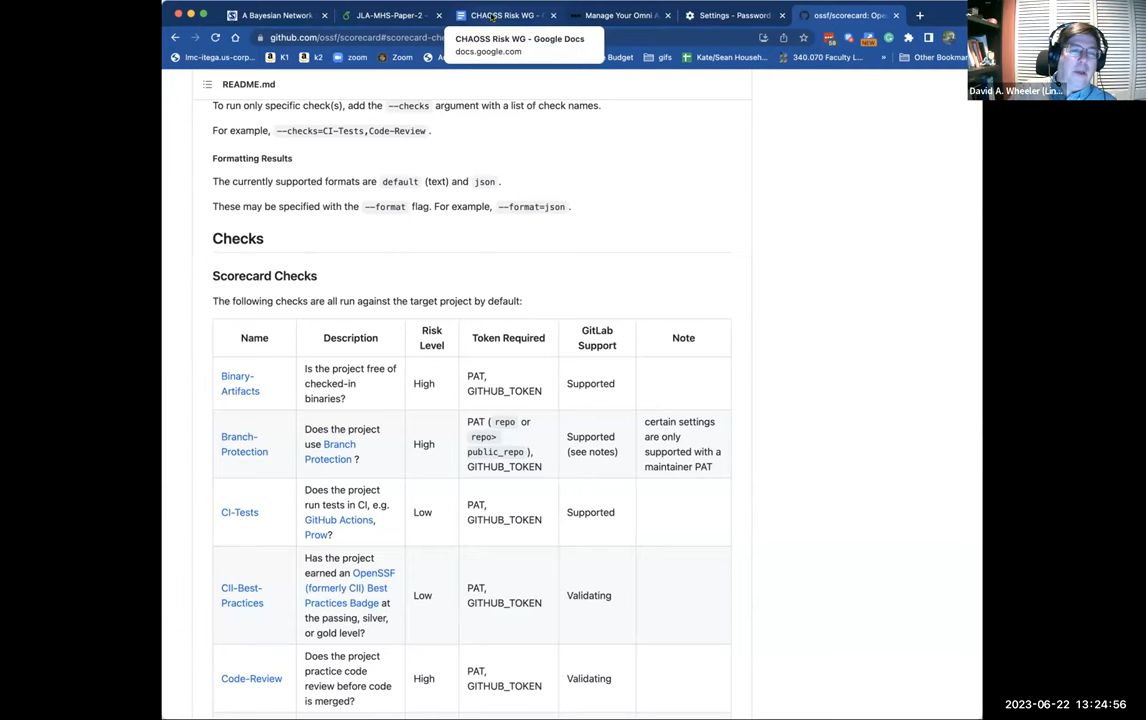 A Bayesian Network
JLA-MHS-Paper-2 -
CHAOSS Risk WG -
Manage Your Omni
Settings - Password
ossf/scorecard: Ope
github.com/ossf/scorecard#scorecard-che
CHAOSS Risk WG - Google Docs
docs.google.com
lmc-itega.us-corp...
K1
k2
zoom
Zoom
Budget
gifs
Kate/Sean Househ...
340.070 Faculty L...
»
Other Bookmar
NEW
David A. Wheeler (Lin...
README.md
To run only specific check(s), add the --checks argument with a list of check names.
For example, --checks=CI-Tests,Code-Review .
Formatting Results
The currently supported formats are default (text) and json .
These may be specified with the --format flag. For example, --format=json .
Checks
Scorecard Checks
The following checks are all run against the target project by default:
Name
Description
Risk
Level
Token Required
GitLab
Support
Note
Binary-
Artifacts
Is the project free of
checked-in
binaries?
High
PAT,
GITHUB_TOKEN
Supported
Branch-
Protection
Does the project
use Branch
Protection ?
High
PAT ( repo or
repo>
public_repo ),
GITHUB_TOKEN
Supported
(see notes)
certain settings
are only
supported with a
maintainer PAT
CI-Tests
Does the project
run tests in CI, e.g.
GitHub Actions,
Prow?
Low
PAT,
GITHUB_TOKEN
Supported
CII-Best-
Practices
Has the project
earned an OpenSSF
(formerly CII) Best
Practices Badge at
the passing, silver,
or gold level?
Low
PAT,
GITHUB_TOKEN
Validating
Code-Review
Does the project
practice code
review before code
is merged?
High
PAT,
GITHUB_TOKEN
Validating
2023-06-22 13:24:56